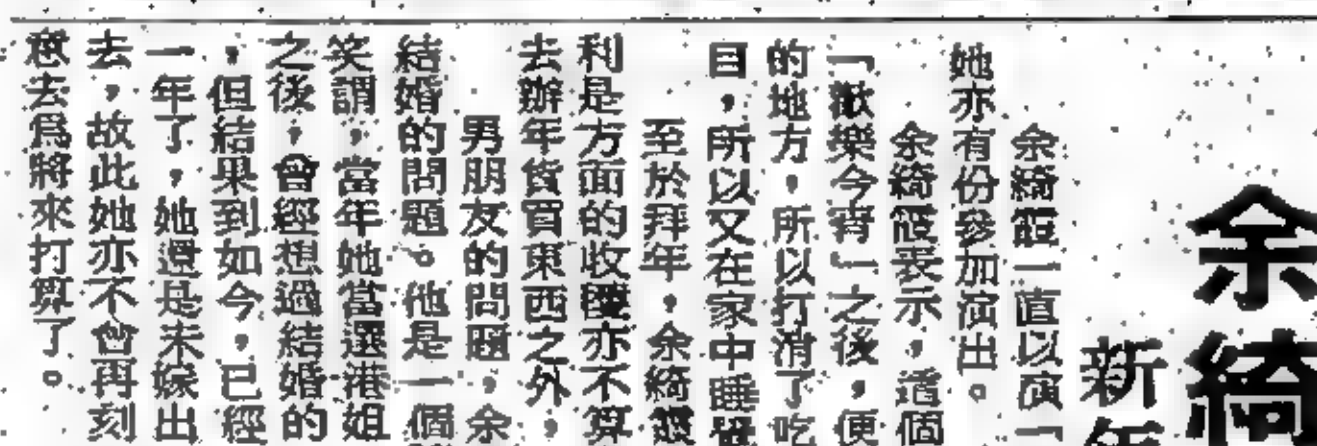 余綺
新年
余綺霞一直以演「
她亦有份參加演出。
余綺霞表示,這個
「歡樂今宵」之後,便
的地方,所以打消了吃
目,所以又在家中睡覺
至於拜年,余綺霞
利是方面的收穫亦不算
去辦年貨買東西之外,
男朋友的問題,余
結婚的問題。他是一個
笑謂,當年她當選港姐
之後,曾經想過結婚的
,但結果到如今,已經
一年了,她還是未嫁出
去,故此她亦不會再刻
意去爲將來打算了。